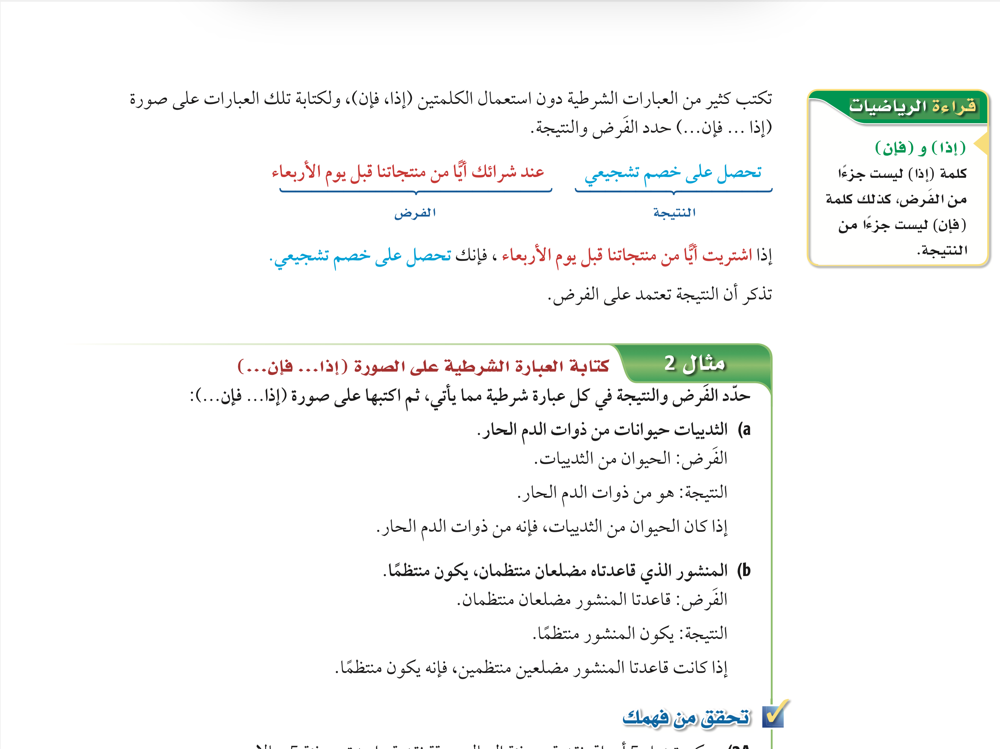 تكتب كثير من العبارات الشرطية دون استعمال الكلمتين (إذا، فإن)، ولكتابة تلك العبارات على صورة
(إذا ... فإن...) حدد الفَرض والنتيجة.
تحصل على خصم تشجيعي عند شرائك أيًّا من منتجاتنا قبل يوم الأربعاء
النتيجة الفرض
إذا اشتريت أيًّا من منتجاتنا قبل يوم الأربعاء ، فإنك تحصل على خصم تشجيعي.
تذكر أن النتيجة تعتمد على الفرض.
قراءة الرياضيات
(إذا) و (فإن)
كلمة (إذا) ليست جزءًا
من الفَرض، كذلك كلمة
(فإن) ليست جزءًا من
النتيجة.
مثال 2 كتابة العبارة الشرطية على الصورة (إذا... فإن...)
حدّد الفَرض والنتيجة في كل عبارة شرطية مما يأتي، ثم اكتبها على صورة (إذا... فإن...):
a) الثدييات حيوانات من ذوات الدم الحار.
الفَرض: الحيوان من الثدييات.
النتيجة: هو من ذوات الدم الحار.
إذا كان الحيوان من الثدييات، فإنه من ذوات الدم الحار.
b) المنشور الذي قاعدتاه مضلعان منتظمان، يكون منتظمًا.
الفَرض: قاعدتا المنشور مضلعان منتظمان.
النتيجة: يكون المنشور منتظمًا.
إذا كانت قاعدتا المنشور مضلعين منتظمين، فإنه يكون منتظمًا.
تحقق من فهمك